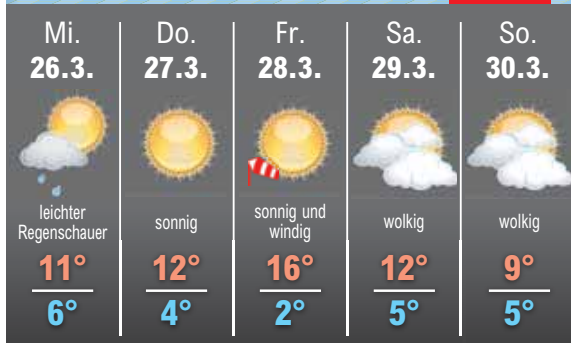 Mi.
26.3.
leichter
Regenschauer
11°
6°
Do.
27.3.
sonnig
12°
4°
Fr.
28.3.
sonnig und
windig
16°
2°
Sa.
29.3.
wolkig
12°
5°
So.
30.3.
wolkig
9°
5°